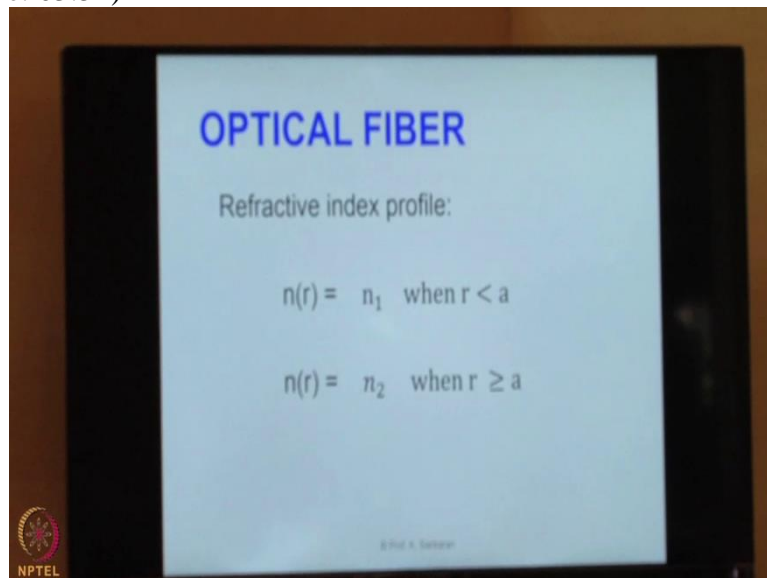 OPTICAL FIBER
Refractive index profile:
n(r) = n₁ when r < a
n(r) = n₂ when r ≥ a
NPTEL